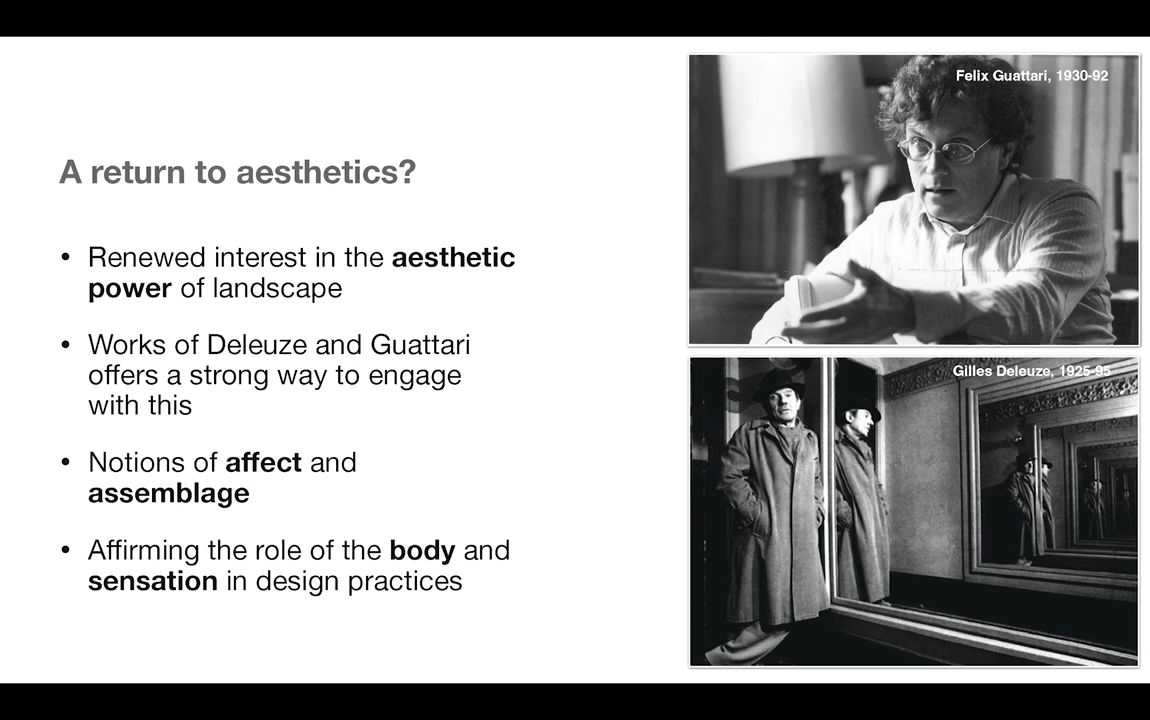 A return to aesthetics?
• Renewed interest in the aesthetic
power of landscape
• Works of Deleuze and Guattari
offers a strong way to engage
with this
• Notions of affect and
assemblage
• Affirming the role of the body and
sensation in design practices
Felix Guattari, 1930-92
Gilles Deleuze, 1925-95